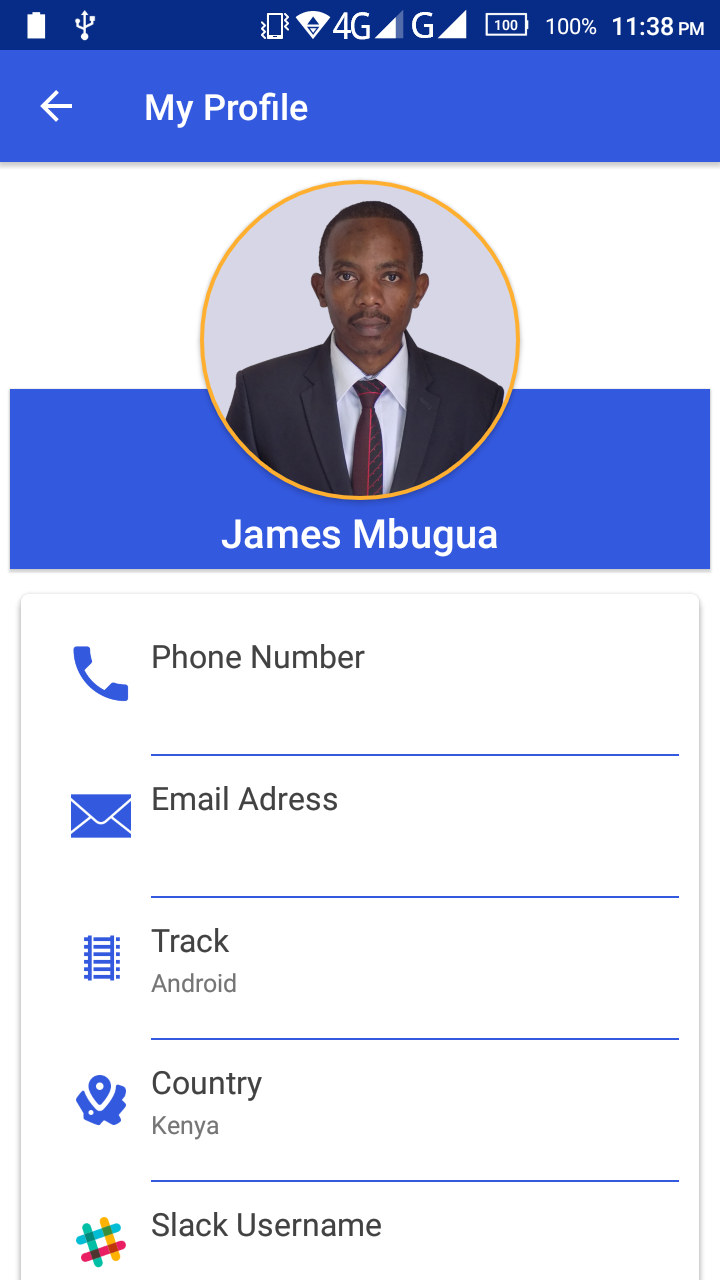 4G G 100 100% 11:38 PM
My Profile
James Mbugua
Phone Number
Email Adress
Track
Android
Country
Kenya
Slack Username